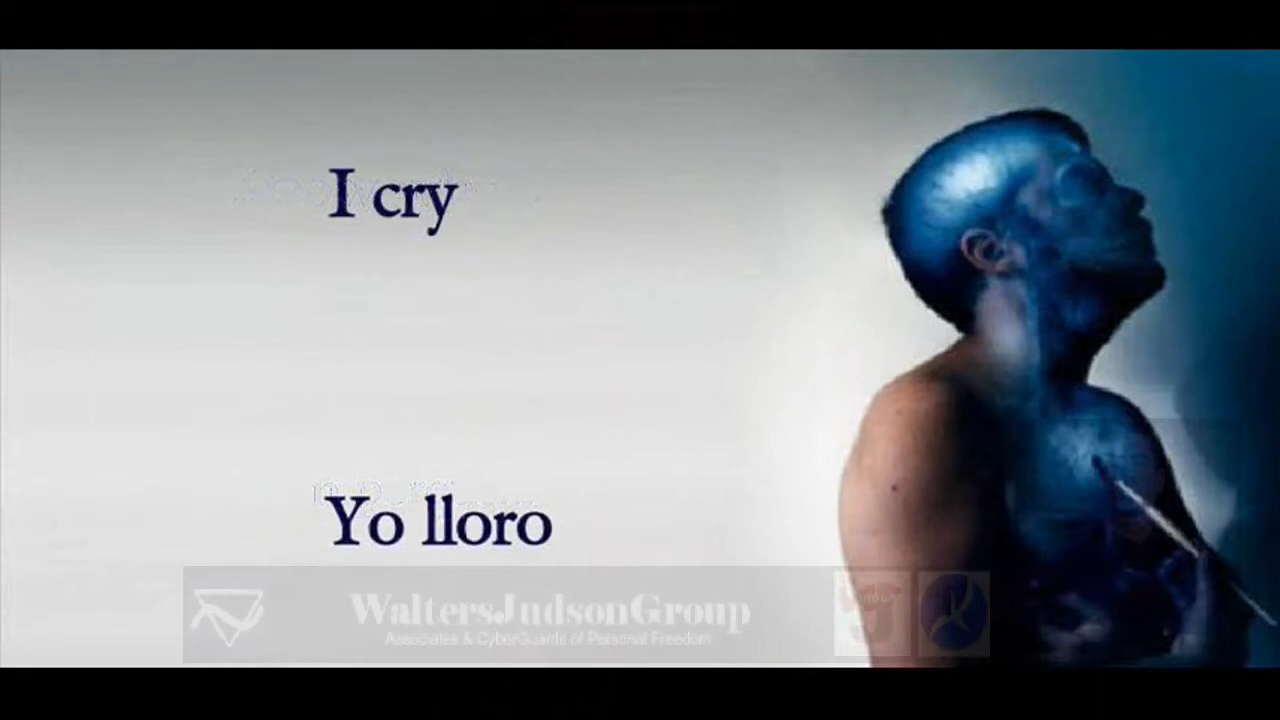 I cry
Yo lloro
WaltersJudsonGroup
Associates & CyberGuards of Personal Freedom